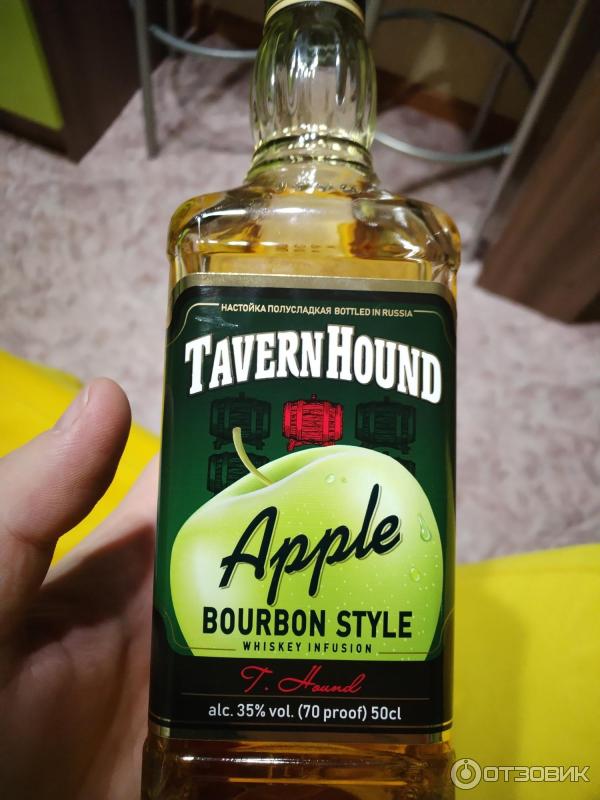 НАСТОЙКА ПОЛУСЛАДКАЯ BOTTLED IN RUSSIA
TAVERN HOUND
Apple
BOURBON STYLE
WHISKEY INFUSION
T. Hound
alc. 35% vol. (70 proof) 50cl
ОТЗОВИК